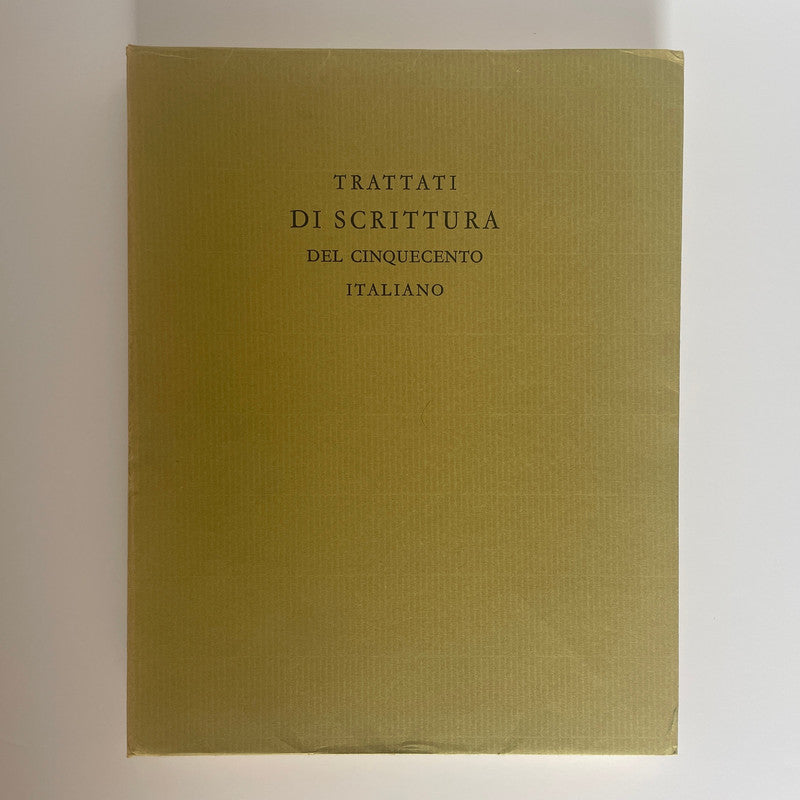 TRATTATI
DI SCRITTURA
DEL CINQUECENTO
ITALIANO